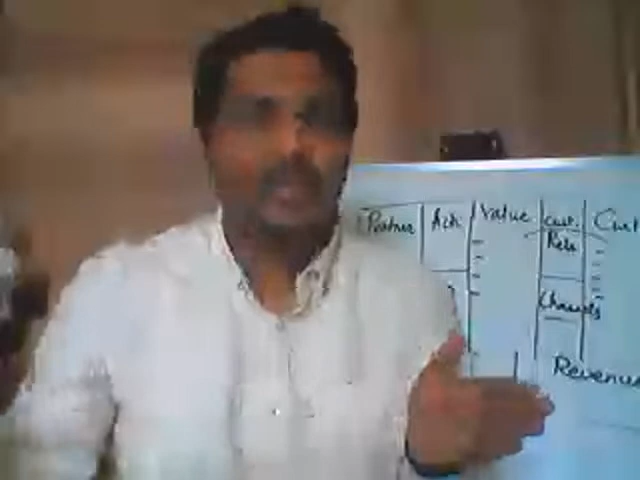 Partner Acti Value cust. Cust
Rela
Channels
Revenue